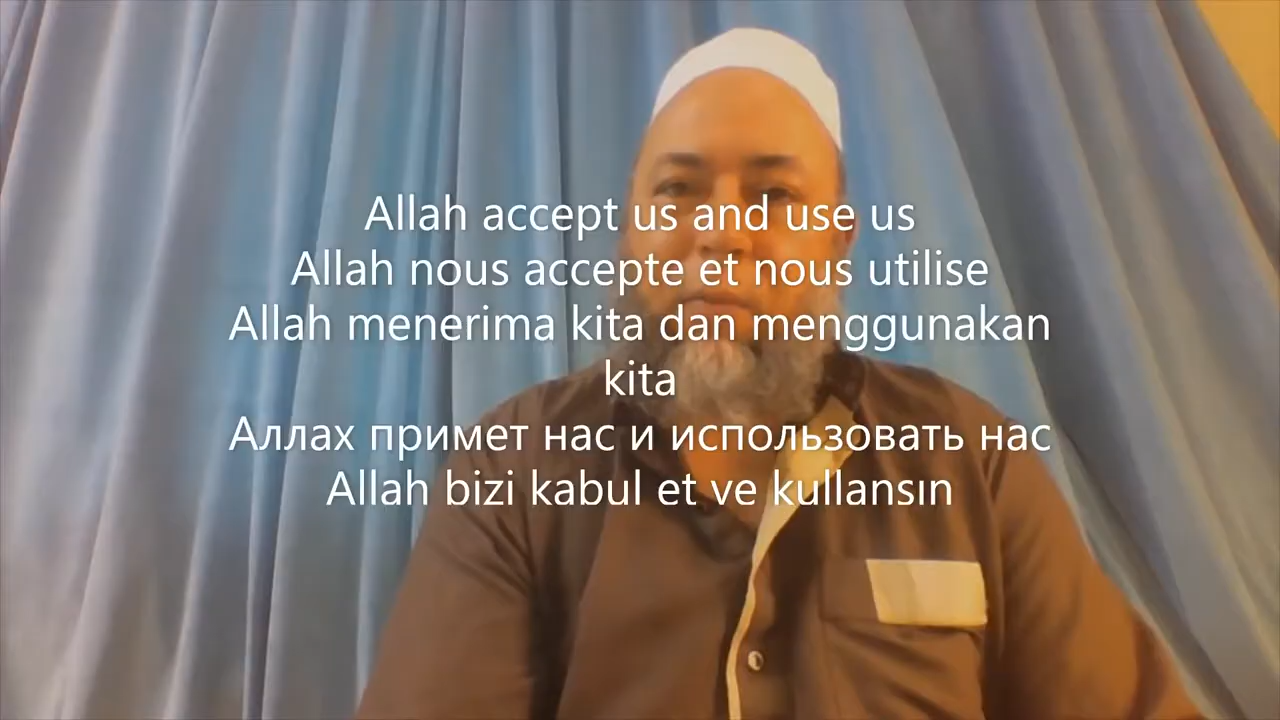 Allah accept us and use us
Allah nous accepte et nous utilise
Allah menerima kita dan menggunakan
kita
Аллах примет нас и использовать нас
Allah bizi kabul et ve kullansın